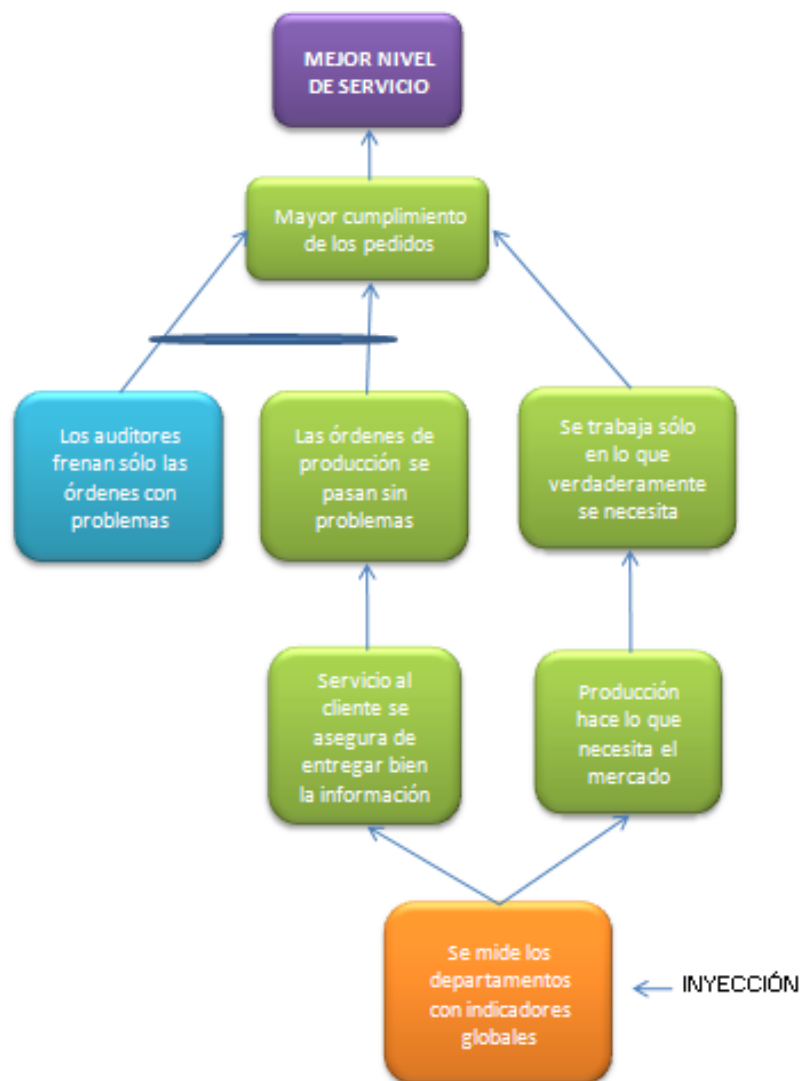 MEJOR NIVEL
DE SERVICIO
Mayor cumplimiento
de los pedidos
Los auditores
frenan sólo las
órdenes con
problemas
Las órdenes de
producción se
pasan sin
problemas
Se trabaja sólo
en lo que
verdaderamente
se necesita
Servicio al
cliente se
asegura de
entregar bien
la información
Producción
hace lo que
necesita el
mercado
Se mide los
departamentos
con indicadores
globales
INYECCIÓN